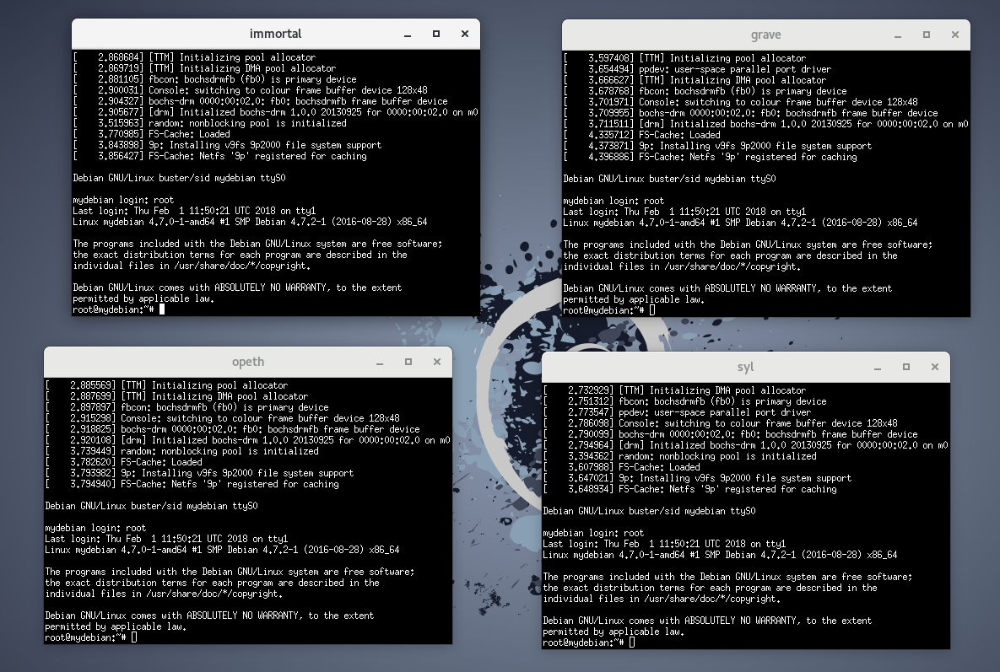 immortal
[    2.868684] [TTM] Initializing pool allocator
[    2.869719] [TTM] Initializing DMA pool allocator
[    2.881105] fbcon: bochsdrmfb (fb0) is primary device
[    2.900031] Console: switching to colour frame buffer device 128x48
[    2.904327] bochs-drm 0000:00:02.0: fb0: bochsdrmfb frame buffer device
[    2.905677] [drm] Initialized bochs-drm 1.0.0 20130925 for 0000:00:02.0 on m0
[    3.515963] random: nonblocking pool is initialized
[    3.770985] FS-Cache: Loaded
[    3.843898] 9p: Installing v9fs 9p2000 file system support
[    3.856427] FS-Cache: Netfs '9p' registered for caching
Debian GNU/Linux buster/sid mydebian ttyS0
mydebian login: root
Last login: Thu Feb  1 11:50:21 UTC 2018 on tty1
Linux mydebian 4.7.0-1-amd64 #1 SMP Debian 4.7.2-1 (2016-08-28) x86_64
The programs included with the Debian GNU/Linux system are free software;
the exact distribution terms for each program are described in the
individual files in /usr/share/doc/*/copyright.
Debian GNU/Linux comes with ABSOLUTELY NO WARRANTY, to the extent
permitted by applicable law.
root@mydebian:~#
grave
[    3.597408] [TTM] Initializing pool allocator
[    3.654494] ppdev: user-space parallel port driver
[    3.666627] [TTM] Initializing DMA pool allocator
[    3.678768] fbcon: bochsdrmfb (fb0) is primary device
[    3.701971] Console: switching to colour frame buffer device 128x48
[    3.709955] bochs-drm 0000:00:02.0: fb0: bochsdrmfb frame buffer device
[    3.711511] [drm] Initialized bochs-drm 1.0.0 20130925 for 0000:00:02.0 on m0
[    4.335712] FS-Cache: Loaded
[    4.373871] 9p: Installing v9fs 9p2000 file system support
[    4.396886] FS-Cache: Netfs '9p' registered for caching
Debian GNU/Linux buster/sid mydebian ttyS0
mydebian login: root
Last login: Thu Feb  1 11:50:21 UTC 2018 on tty1
Linux mydebian 4.7.0-1-amd64 #1 SMP Debian 4.7.2-1 (2016-08-28) x86_64
The programs included with the Debian GNU/Linux system are free software;
the exact distribution terms for each program are described in the
individual files in /usr/share/doc/*/copyright.
Debian GNU/Linux comes with ABSOLUTELY NO WARRANTY, to the extent
permitted by applicable law.
root@mydebian:~#
opeth
[    2.885569] [TTM] Initializing pool allocator
[    2.887699] [TTM] Initializing DMA pool allocator
[    2.897897] fbcon: bochsdrmfb (fb0) is primary device
[    2.915298] Console: switching to colour frame buffer device 128x48
[    2.918825] bochs-drm 0000:00:02.0: fb0: bochsdrmfb frame buffer device
[    2.920108] [drm] Initialized bochs-drm 1.0.0 20130925 for 0000:00:02.0 on m0
[    3.739449] random: nonblocking pool is initialized
[    3.782620] FS-Cache: Loaded
[    3.793982] 9p: Installing v9fs 9p2000 file system support
[    3.794940] FS-Cache: Netfs '9p' registered for caching
Debian GNU/Linux buster/sid mydebian ttyS0
mydebian login: root
Last login: Thu Feb  1 11:50:21 UTC 2018 on tty1
Linux mydebian 4.7.0-1-amd64 #1 SMP Debian 4.7.2-1 (2016-08-28) x86_64
The programs included with the Debian GNU/Linux system are free software;
the exact distribution terms for each program are described in the
individual files in /usr/share/doc/*/copyright.
Debian GNU/Linux comes with ABSOLUTELY NO WARRANTY, to the extent
permitted by applicable law.
root@mydebian:~#
syl
[    2.732929] [TTM] Initializing DMA pool allocator
[    2.751312] fbcon: bochsdrmfb (fb0) is primary device
[    2.773547] ppdev: user-space parallel port driver
[    2.786098] Console: switching to colour frame buffer device 128x48
[    2.790099] bochs-drm 0000:00:02.0: fb0: bochsdrmfb frame buffer device
[    2.794964] [drm] Initialized bochs-drm 1.0.0 20130925 for 0000:00:02.0 on m0
[    3.394362] random: nonblocking pool is initialized
[    3.607988] FS-Cache: Loaded
[    3.647021] 9p: Installing v9fs 9p2000 file system support
[    3.648934] FS-Cache: Netfs '9p' registered for caching
Debian GNU/Linux buster/sid mydebian ttyS0
mydebian login: root
Last login: Thu Feb  1 11:50:21 UTC 2018 on tty1
Linux mydebian 4.7.0-1-amd64 #1 SMP Debian 4.7.2-1 (2016-08-28) x86_64
The programs included with the Debian GNU/Linux system are free software;
the exact distribution terms for each program are described in the
individual files in /usr/share/doc/*/copyright.
Debian GNU/Linux comes with ABSOLUTELY NO WARRANTY, to the extent
permitted by applicable law.
root@mydebian:~#